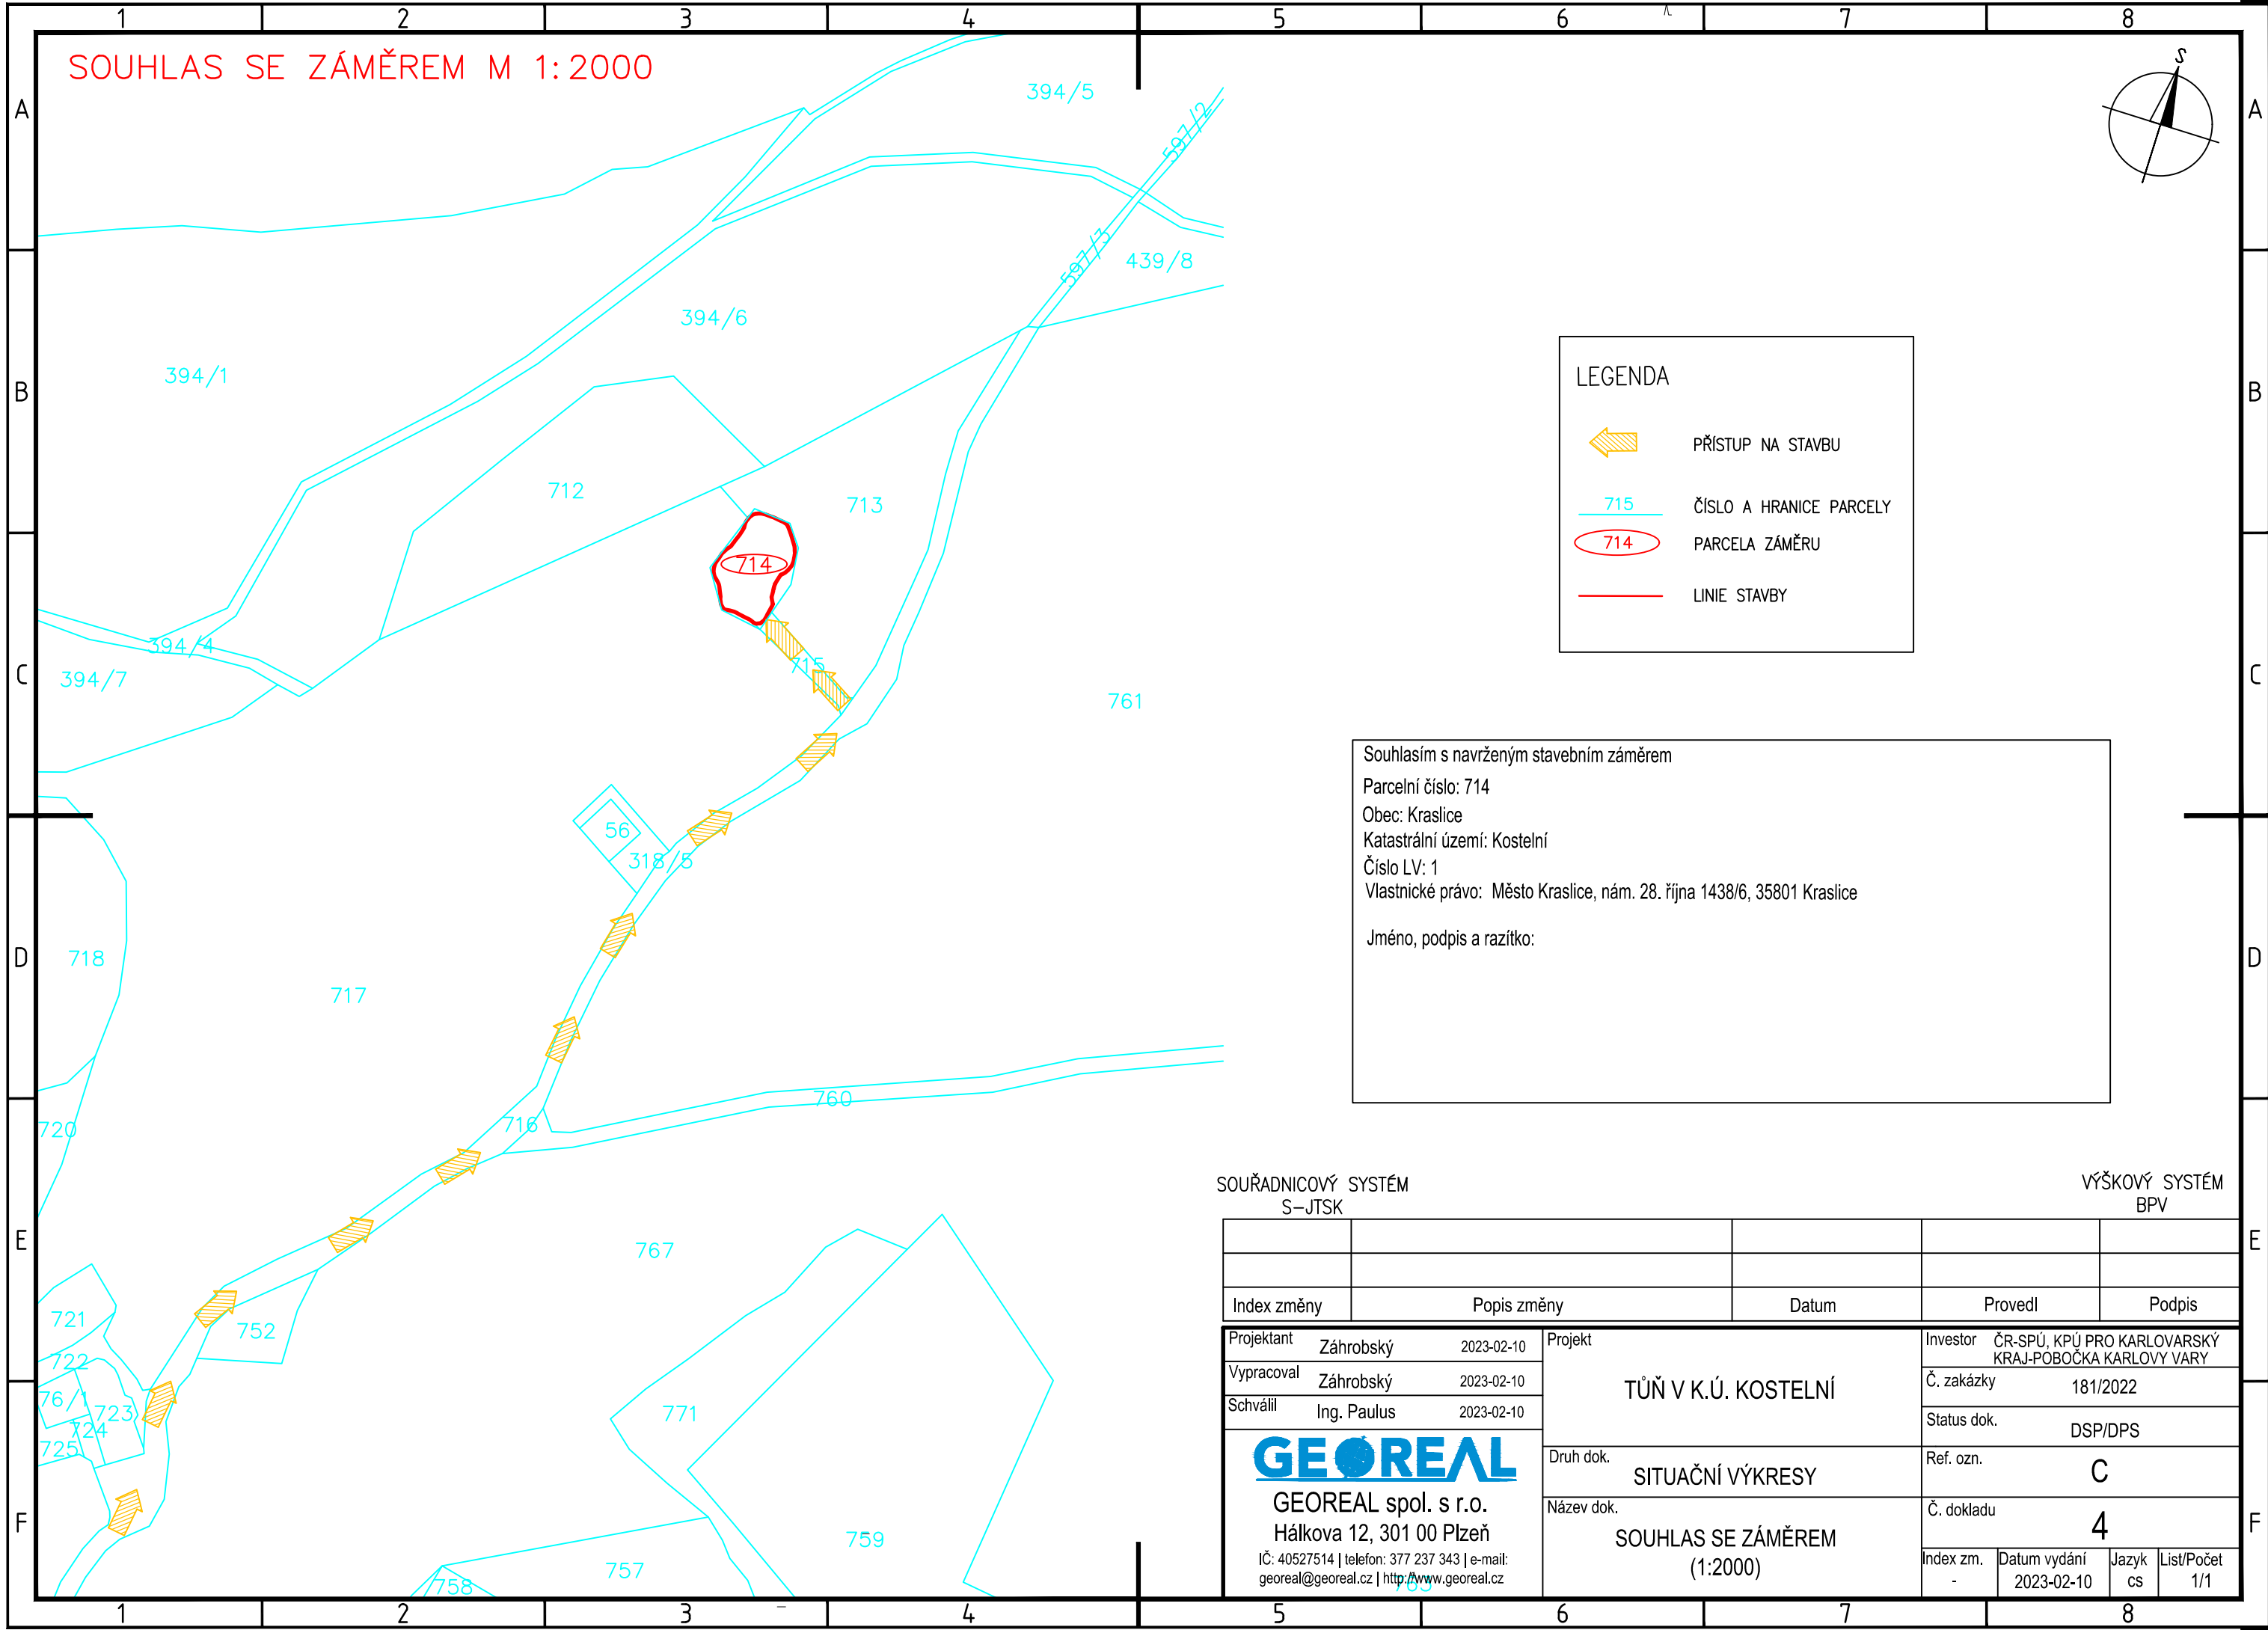 1 2 3 4 5 6 7 8
SOUHLAS SE ZÁMĚREM M 1:2000
S
A A
B B
C C
D D
E E
F F
394/5
597/2
597/3
439/8
394/6
394/1
712
713
714
394/4
394/7
715
761
56
318/5
718
717
720
716
760
767
721
752
722
76/1
723
724
725
771
759
757
758
763
LEGENDA
PŘÍSTUP NA STAVBU
715 ČÍSLO A HRANICE PARCELY
714 PARCELA ZÁMĚRU
LINIE STAVBY
Souhlasím s navrženým stavebním záměrem
Parcelní číslo: 714
Obec: Kraslice
Katastrální území: Kostelní
Číslo LV: 1
Vlastnické právo: Město Kraslice, nám. 28. října 1438/6, 35801 Kraslice
Jméno, podpis a razítko:
SOUŘADNICOVÝ SYSTÉM
S-JTSK
VÝŠKOVÝ SYSTÉM
BPV
Index změny Popis změny Datum Provedl Podpis
Projektant Záhrobský 2023-02-10
Vypracoval Záhrobský 2023-02-10
Schválil Ing. Paulus 2023-02-10
GEOREAL
GEOREAL spol. s r.o.
Hálkova 12, 301 00 Plzeň
IČ: 40527514 | telefon: 377 237 343 | e-mail:
georeal@georeal.cz | http://www.georeal.cz
Projekt
TŮŇ V K.Ú. KOSTELNÍ
Druh dok.
SITUAČNÍ VÝKRESY
Název dok.
SOUHLAS SE ZÁMĚREM
(1:2000)
Investor ČR-SPÚ, KPÚ PRO KARLOVARSKÝ
KRAJ-POBOČKA KARLOVY VARY
Č. zakázky 181/2022
Status dok. DSP/DPS
Ref. ozn. C
Č. dokladu 4
Index zm. Datum vydání Jazyk List/Počet
- 2023-02-10 cs 1/1
1 2 3 4 5 6 7 8